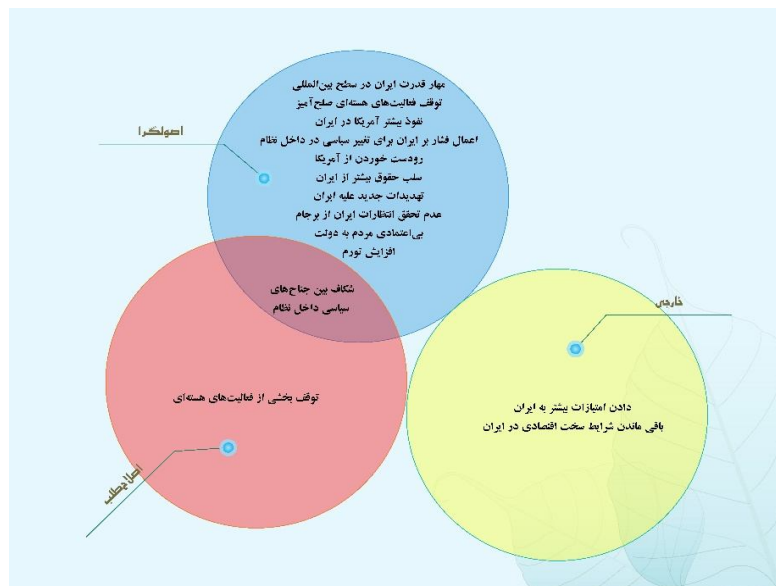 مهار قدرت ایران در سطح بین‌المللی
توقف فعالیت‌های هسته‌ای صلح‌آمیز
نفوذ بیشتر آمریکا در ایران
اعمال فشار بر ایران برای تغییر سیاسی در داخل نظام
رودست خوردن از آمریکا
سلب حقوق بیشتر از ایران
تهدیدات جدید علیه ایران
عدم تحقق انتظارات ایران از برجام
بی‌اعتمادی مردم به دولت
افزایش تورم
اصولگرا
شکاف بین جناح‌های
سیاسی داخل نظام
خارجی
دادن امتیازات بیشتر به ایران
باقی ماندن شرایط سخت اقتصادی در ایران
توقف بخشی از فعالیت‌های هسته‌ای
اصلاح‌طلب